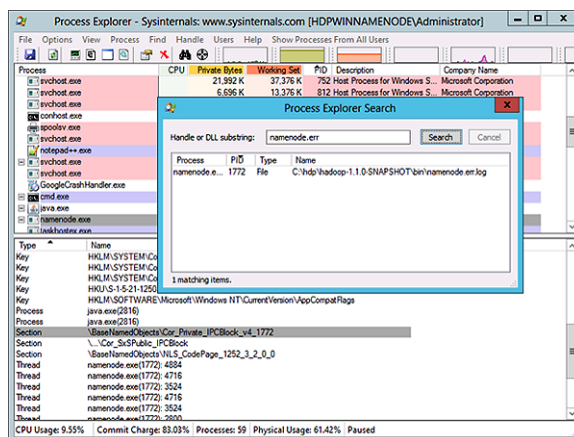 Process Explorer - Sysinternals: www.sysinternals.com [HDPWINNAMENODE\Administrator]
File Options View Process Find Handle Users Help Show Processes From All Users
Process CPU Private Bytes Working Set PID Description Company Name
svchost.exe 21,992 K 37,376 K 752 Host Process for Windows S... Microsoft Corporation
svchost.exe 6,696 K 13,376 K 812 Host Process for Windows S... Microsoft Corporation
svchost.exe
conhost.exe
spoolsv.exe
notepad++.exe
svchost.exe
svchost.exe
GoogleCrashHandler.exe
cmd.exe
java.exe
namenode.exe
taskhostex.exe
Process Explorer Search
Handle or DLL substring: namenode.err Search Cancel
Process PID Type Name
namenode.e... 1772 File C:\hdp\hadoop-1.1.0-SNAPSHOT\bin\namenode.err.log
1 matching items.
Type Name
Key HKLM\SYSTEM\Co
Key HKLM\SYSTEM\Co
Key HKLM\SYSTEM\Co
Key HKU\S-1-5-21-1250
Key HKLM\SOFTWARE\Microsoft\Windows NT\CurrentVersion\AppCompatFlags
Process java.exe(2816)
Process java.exe(2816)
Section \BaseNamedObjects\Cor_Private_IPCBlock_v4_1772
Section \...\Cor_SxSPublic_IPCBlock
Section \BaseNamedObjects\NLS_CodePage_1252_3_2_0_0
Thread namenode.exe(1772): 4884
Thread namenode.exe(1772): 4716
Thread namenode.exe(1772): 3524
Thread namenode.exe(1772): 4716
Thread namenode.exe(1772): 3524
Thread namenode.exe(1772): 2800
CPU Usage: 9.55% Commit Charge: 83.03% Processes: 59 Physical Usage: 61.42% Paused